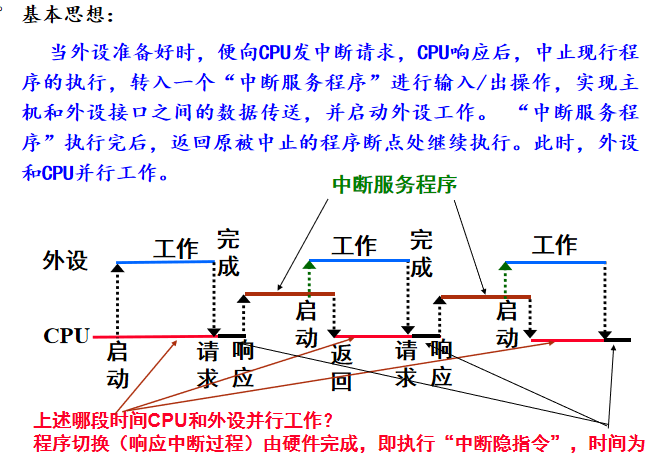 基本思想：
当外设准备好时，便向CPU发中断请求，CPU响应后，中止现行程
序的执行，转入一个“中断服务程序”进行输入/出操作，实现主
机和外设接口之间的数据传送，并启动外设工作。 “中断服务程
序”执行完后，返回原被中止的程序断点处继续执行。此时，外设
和CPU并行工作。
中断服务程序
外设
工作
完成
工作
完成
工作
CPU
启动
请求
响应
启动
返回
请求
响应
启动
上述哪段时间CPU和外设并行工作？
程序切换（响应中断过程）由硬件完成，即执行“中断隐指令”，时间为